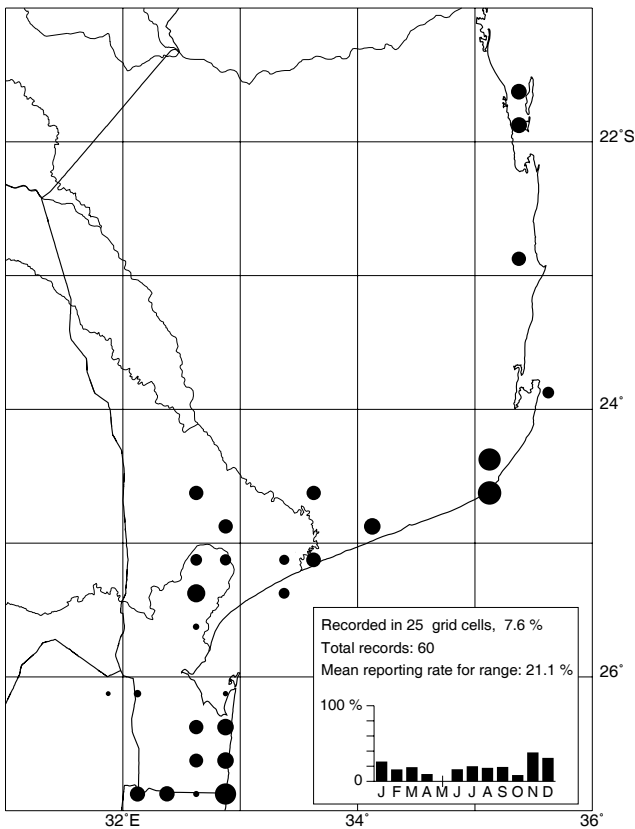 22˚S
24˚
Recorded in 25 grid cells, 7.6 %
Total records: 60
Mean reporting rate for range: 21.1 %
26˚
100 %
0
J F M A M J J A S O N D
32˚E
34˚
36˚